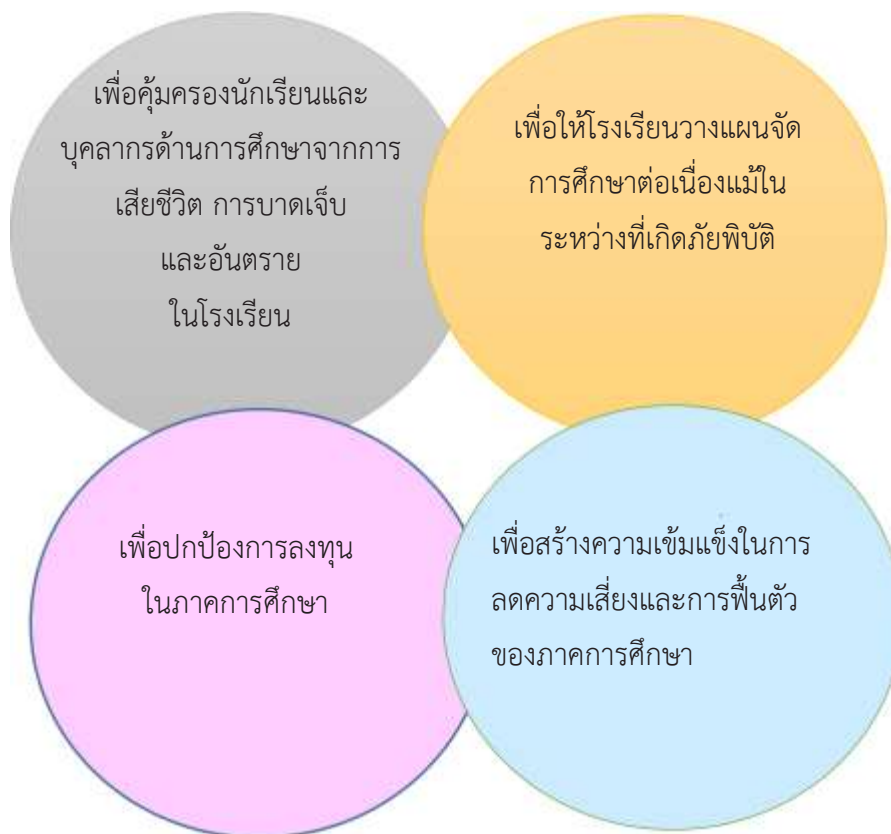 เพื่อคุ้มครองนักเรียนและ
บุคลากรด้านการศึกษาจากการ
เสียชีวิต การบาดเจ็บ
และอันตราย
ในโรงเรียน
เพื่อให้โรงเรียนวางแผนจัด
การศึกษาต่อเนื่องแม้ใน
ระหว่างที่เกิดภัยพิบัติ
เพื่อปกป้องการลงทุน
ในภาคการศึกษา
เพื่อสร้างความเข้มแข็งในการ
ลดความเสี่ยงและการฟื้นตัว
ของภาคการศึกษา